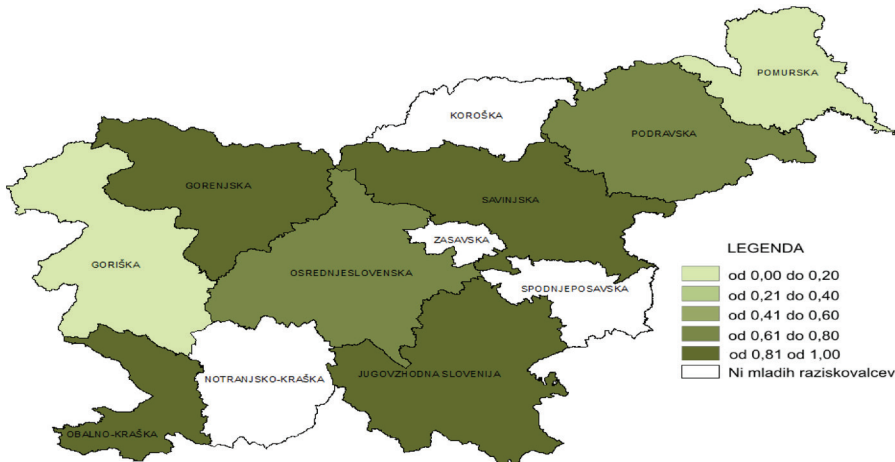 POMURSKA
KOROŠKA
PODRAVSKA
GORENJSKA
SAVINJSKA
ZASAVSKA
GORIŠKA
OSREDNJESLOVENSKA
SPODNJEPOSAVSKA
NOTRANJSKO-KRAŠKA
JUGOVZHODNA SLOVENIJA
OBALNO-KRAŠKA
LEGENDA
od 0,00 do 0,20
od 0,21 do 0,40
od 0,41 do 0,60
od 0,61 do 0,80
od 0,81 od 1,00
Ni mladih raziskovalcev